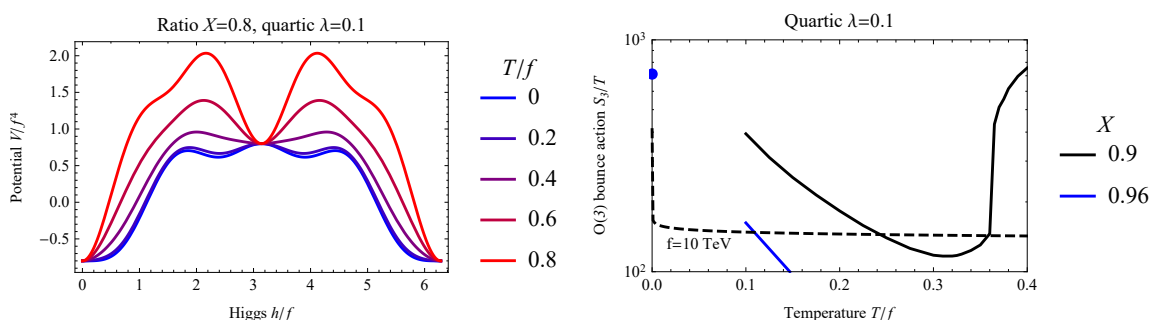 Ratio X=0.8, quartic λ=0.1
Potential V/f⁴
2.0
1.5
1.0
0.5
0.0
-0.5
0 1 2 3 4 5 6
Higgs h/f
T/f
0
0.2
0.4
0.6
0.8
Quartic λ=0.1
O(3) bounce action S₃/T
10³
10²
f=10 TeV
0.0 0.1 0.2 0.3 0.4
Temperature T/f
X
0.9
0.96